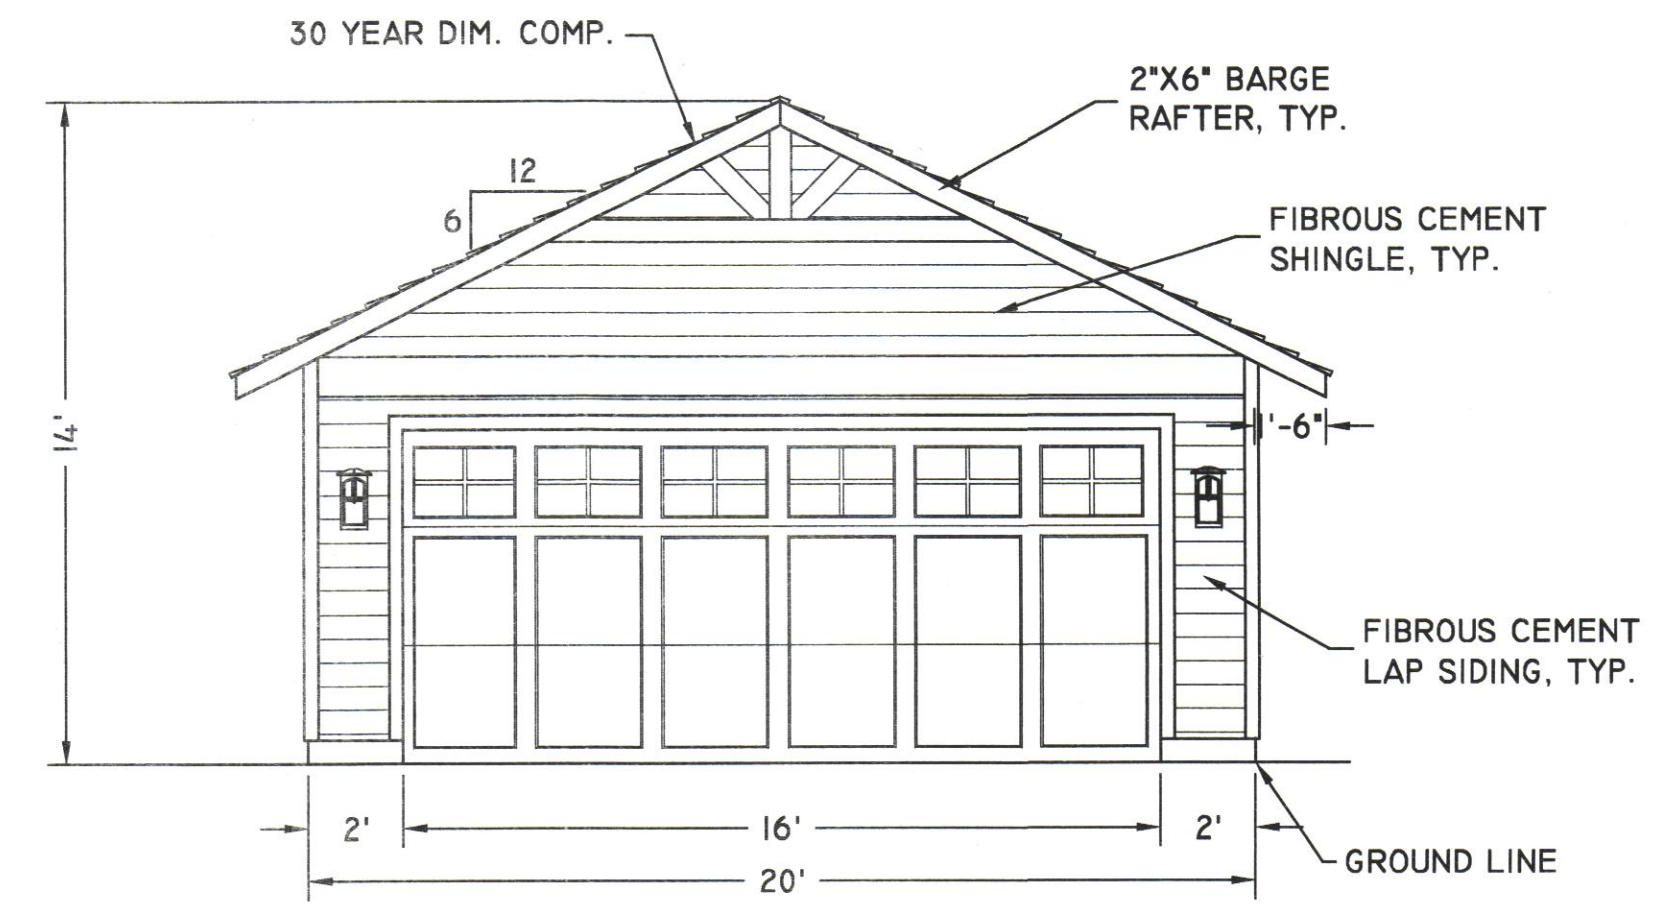 30 YEAR DIM. COMP.
2"X6" BARGE
RAFTER, TYP.
12
6
FIBROUS CEMENT
SHINGLE, TYP.
14'
1'-6"
FIBROUS CEMENT
LAP SIDING, TYP.
2'
16'
2'
GROUND LINE
20'